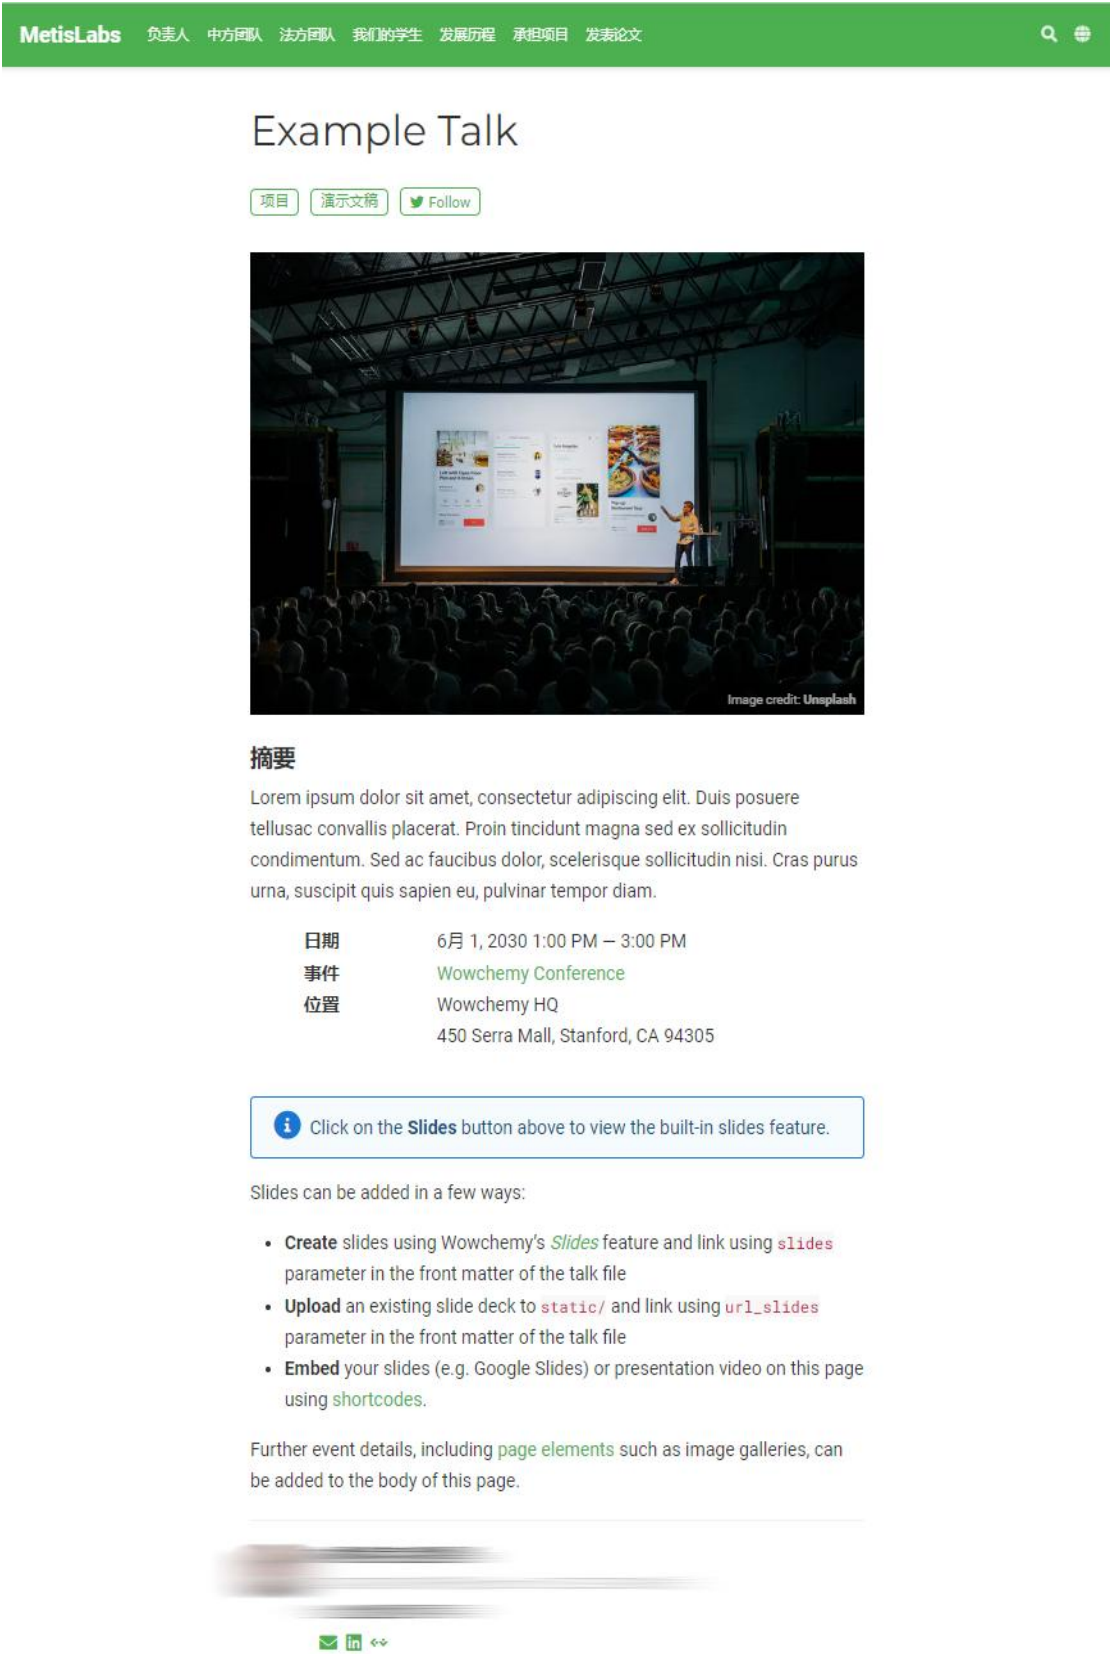 MetisLabs 负责人 中方团队 法方团队 我们的学生 发展历程 承担项目 发表论文
Example Talk
项目 演示文稿 Follow
Image credit: Unsplash
摘要
Lorem ipsum dolor sit amet, consectetur adipiscing elit. Duis posuere
tellusac convallis placerat. Proin tincidunt magna sed ex sollicitudin
condimentum. Sed ac faucibus dolor, scelerisque sollicitudin nisi. Cras purus
urna, suscipit quis sapien eu, pulvinar tempor diam.
日期 6月 1, 2030 1:00 PM — 3:00 PM
事件 Wowchemy Conference
位置 Wowchemy HQ
450 Serra Mall, Stanford, CA 94305
Click on the Slides button above to view the built-in slides feature.
Slides can be added in a few ways:
• Create slides using Wowchemy's Slides feature and link using slides
parameter in the front matter of the talk file
• Upload an existing slide deck to static/ and link using url_slides
parameter in the front matter of the talk file
• Embed your slides (e.g. Google Slides) or presentation video on this page
using shortcodes.
Further event details, including page elements such as image galleries, can
be added to the body of this page.